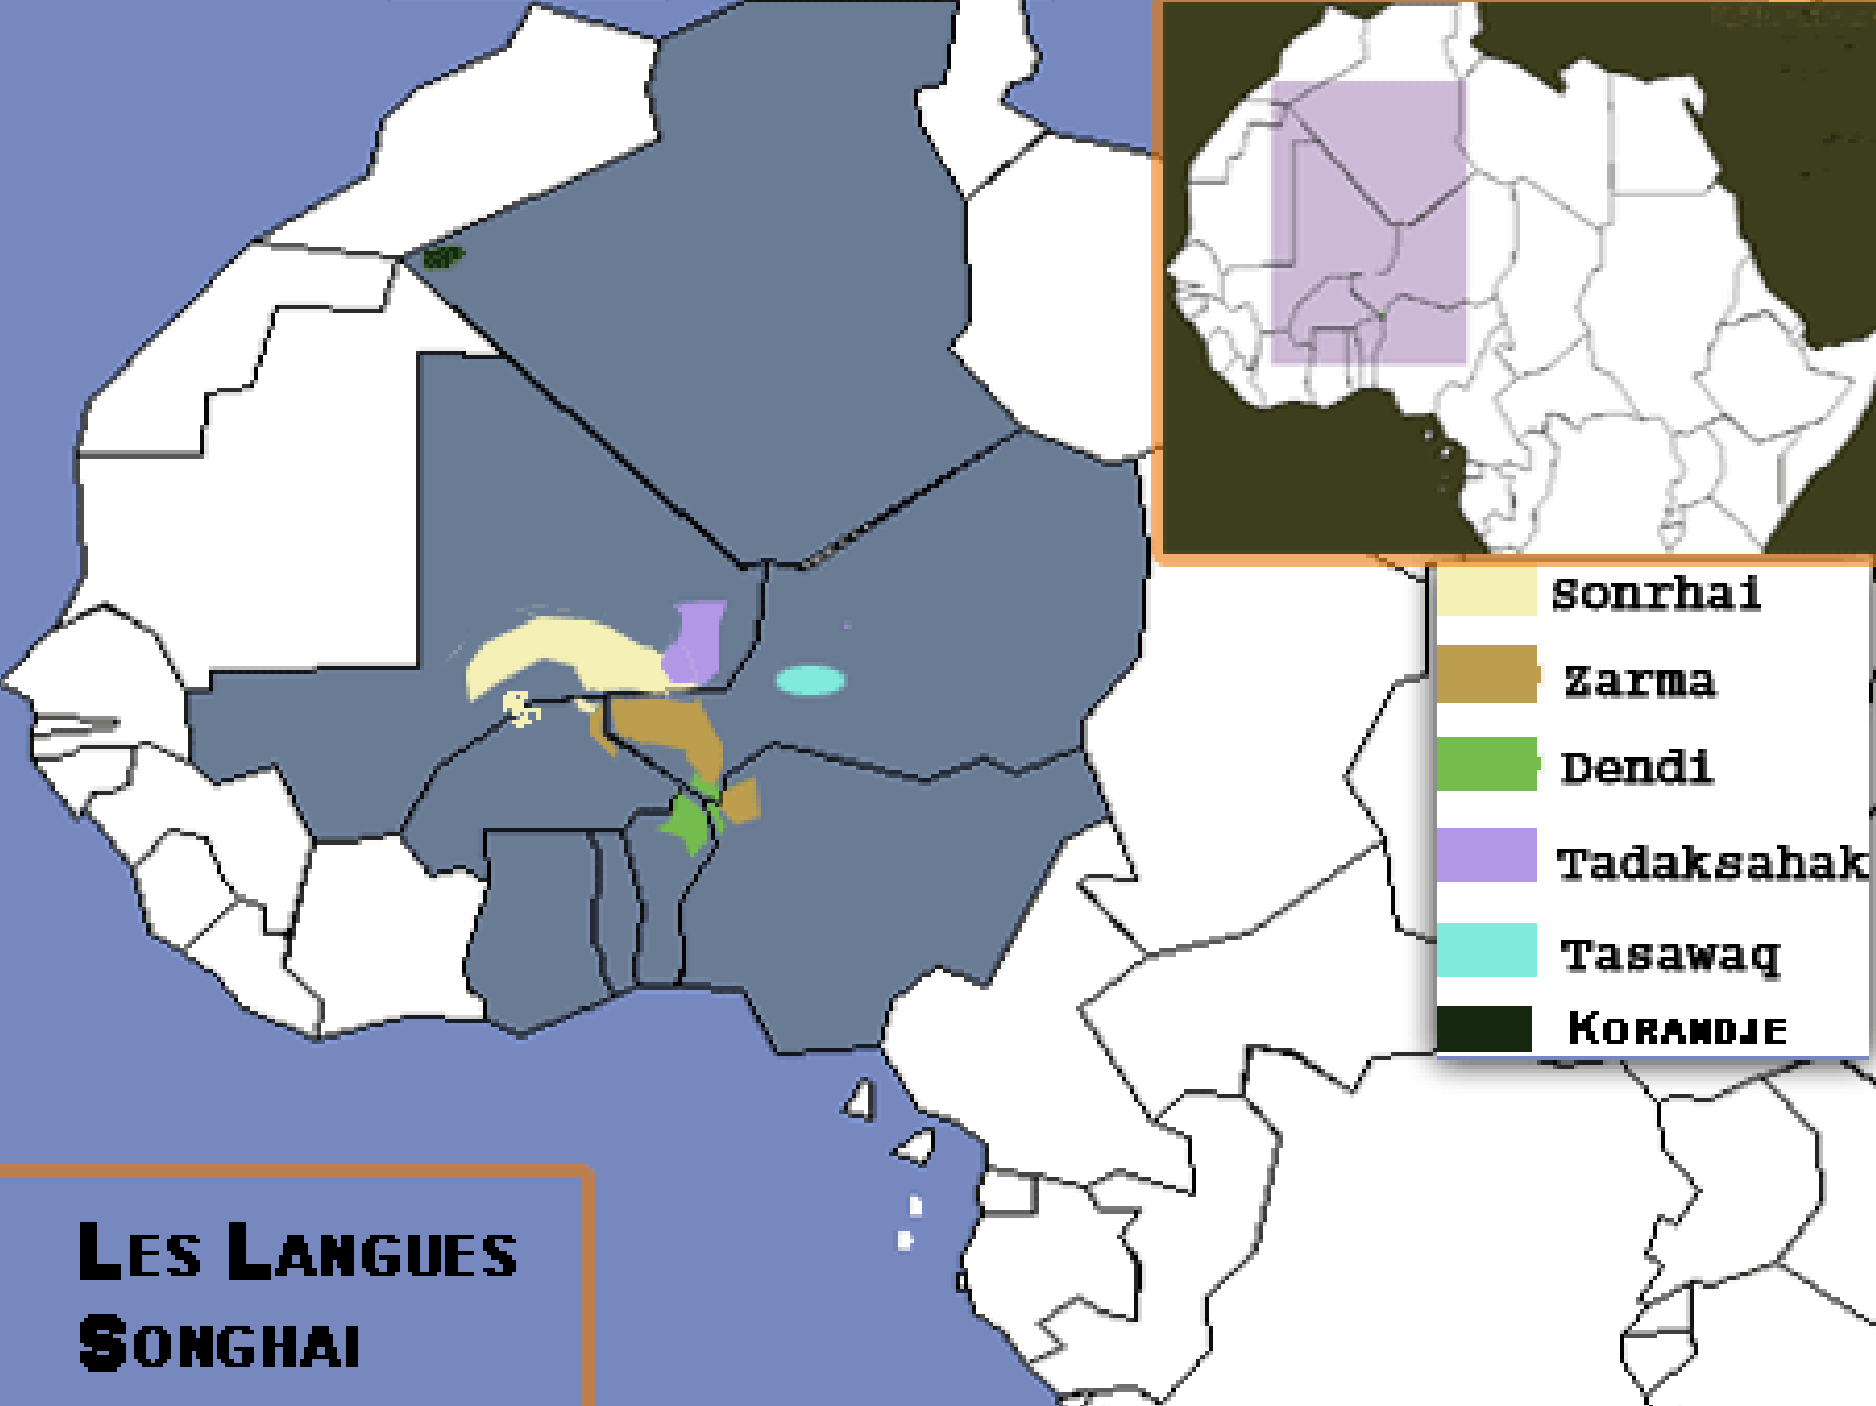 Sonrhai
Zarma
Dendi
Tadaksahak
Tasawaq
KORANDJE
LES LANGUES
SONGHAI